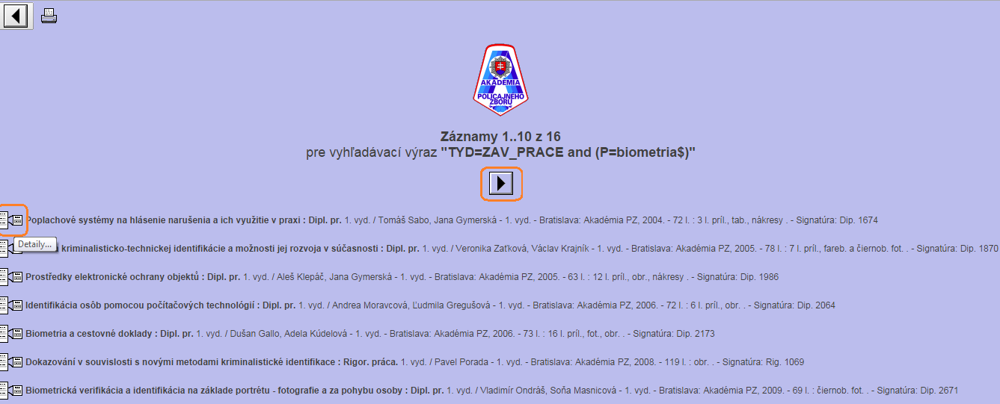 AKADÉMIA
POLICAJNÉHO
ZBORU
Záznamy 1..10 z 16
pre vyhľadávací výraz "TYD=ZAV_PRACE and (P=biometria$)"
Poplachové systémy na hlásenie narušenia a ich využitie v praxi : Dipl. pr. 1. vyd. / Tomáš Sabo, Jana Gymerská - 1. vyd. - Bratislava: Akadémia PZ, 2004. - 72 l. : 3 l. príl., tab., nákresy . - Signatúra: Dip. 1674
Detaily...
kriminalisticko-technickej identifikácie a možnosti jej rozvoja v súčasnosti : Dipl. pr. 1. vyd. / Veronika Zaťková, Václav Krajník - 1. vyd. - Bratislava: Akadémia PZ, 2005. - 78 l. : 7 l. príl., fareb. a čiernob. fot. . - Signatúra: Dip. 1870
Prostředky elektronické ochrany objektů : Dipl. pr. 1. vyd. / Aleš Klepáč, Jana Gymerská - 1. vyd. - Bratislava: Akadémia PZ, 2005. - 63 l. : 12 l. príl., obr., nákresy . - Signatúra: Dip. 1986
Identifikácia osôb pomocou počítačových technológií : Dipl. pr. 1. vyd. / Andrea Moravcová, Ľudmila Gregušová - 1. vyd. - Bratislava: Akadémia PZ, 2006. - 72 l. : 6 l. príl., obr. . - Signatúra: Dip. 2064
Biometria a cestovné doklady : Dipl. pr. 1. vyd. / Dušan Gallo, Adela Kúdelová - 1. vyd. - Bratislava: Akadémia PZ, 2006. - 73 l. : 16 l. príl., fot., obr. . - Signatúra: Dip. 2173
Dokazování v souvislosti s novými metodami kriminalistické identifikace : Rigor. práca. 1. vyd. / Pavel Porada - 1. vyd. - Bratislava: Akadémia PZ, 2008. - 119 l. : obr. . - Signatúra: Rig. 1069
Biometrická verifikácia a identifikácia na základe portrétu - fotografie a za pohybu osoby : Dipl. pr. 1. vyd. / Vladimír Ondráš, Soňa Masnicová - 1. vyd. - Bratislava: Akadémia PZ, 2009. - 69 l. : čiernob. fot. . - Signatúra: Dip. 2671